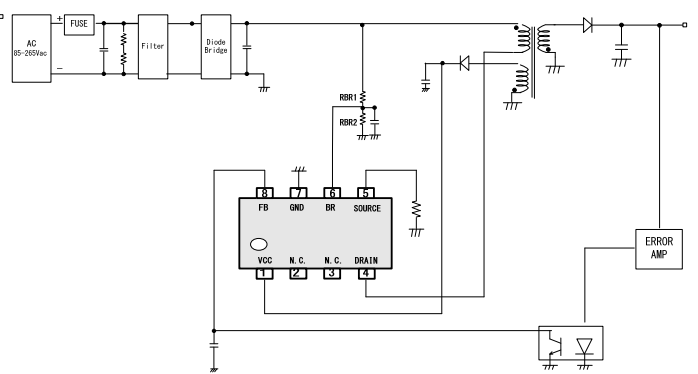 AC
85-265Vac
+
−
FUSE
Filter
Diode
Bridge
RBR1
RBR2
8 7 6 5
FB GND BR SOURCE
VCC N.C. N.C. DRAIN
1 2 3 4
ERROR
AMP